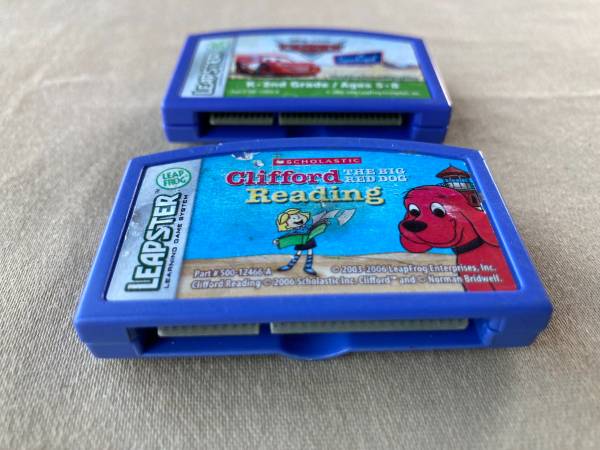 LEAPSTER
K-2nd Grade / Ages 5-8
LEAP
FROG
LEAPSTER™
LEARNING GAME SYSTEM
SCHOLASTIC
Clifford THE BIG
RED DOG
Reading
Part # 500-12466-A
© 2003-2006 LeapFrog Enterprises, Inc.
Clifford Reading © 2006 Scholastic Inc. Clifford™ and © Norman Bridwell.